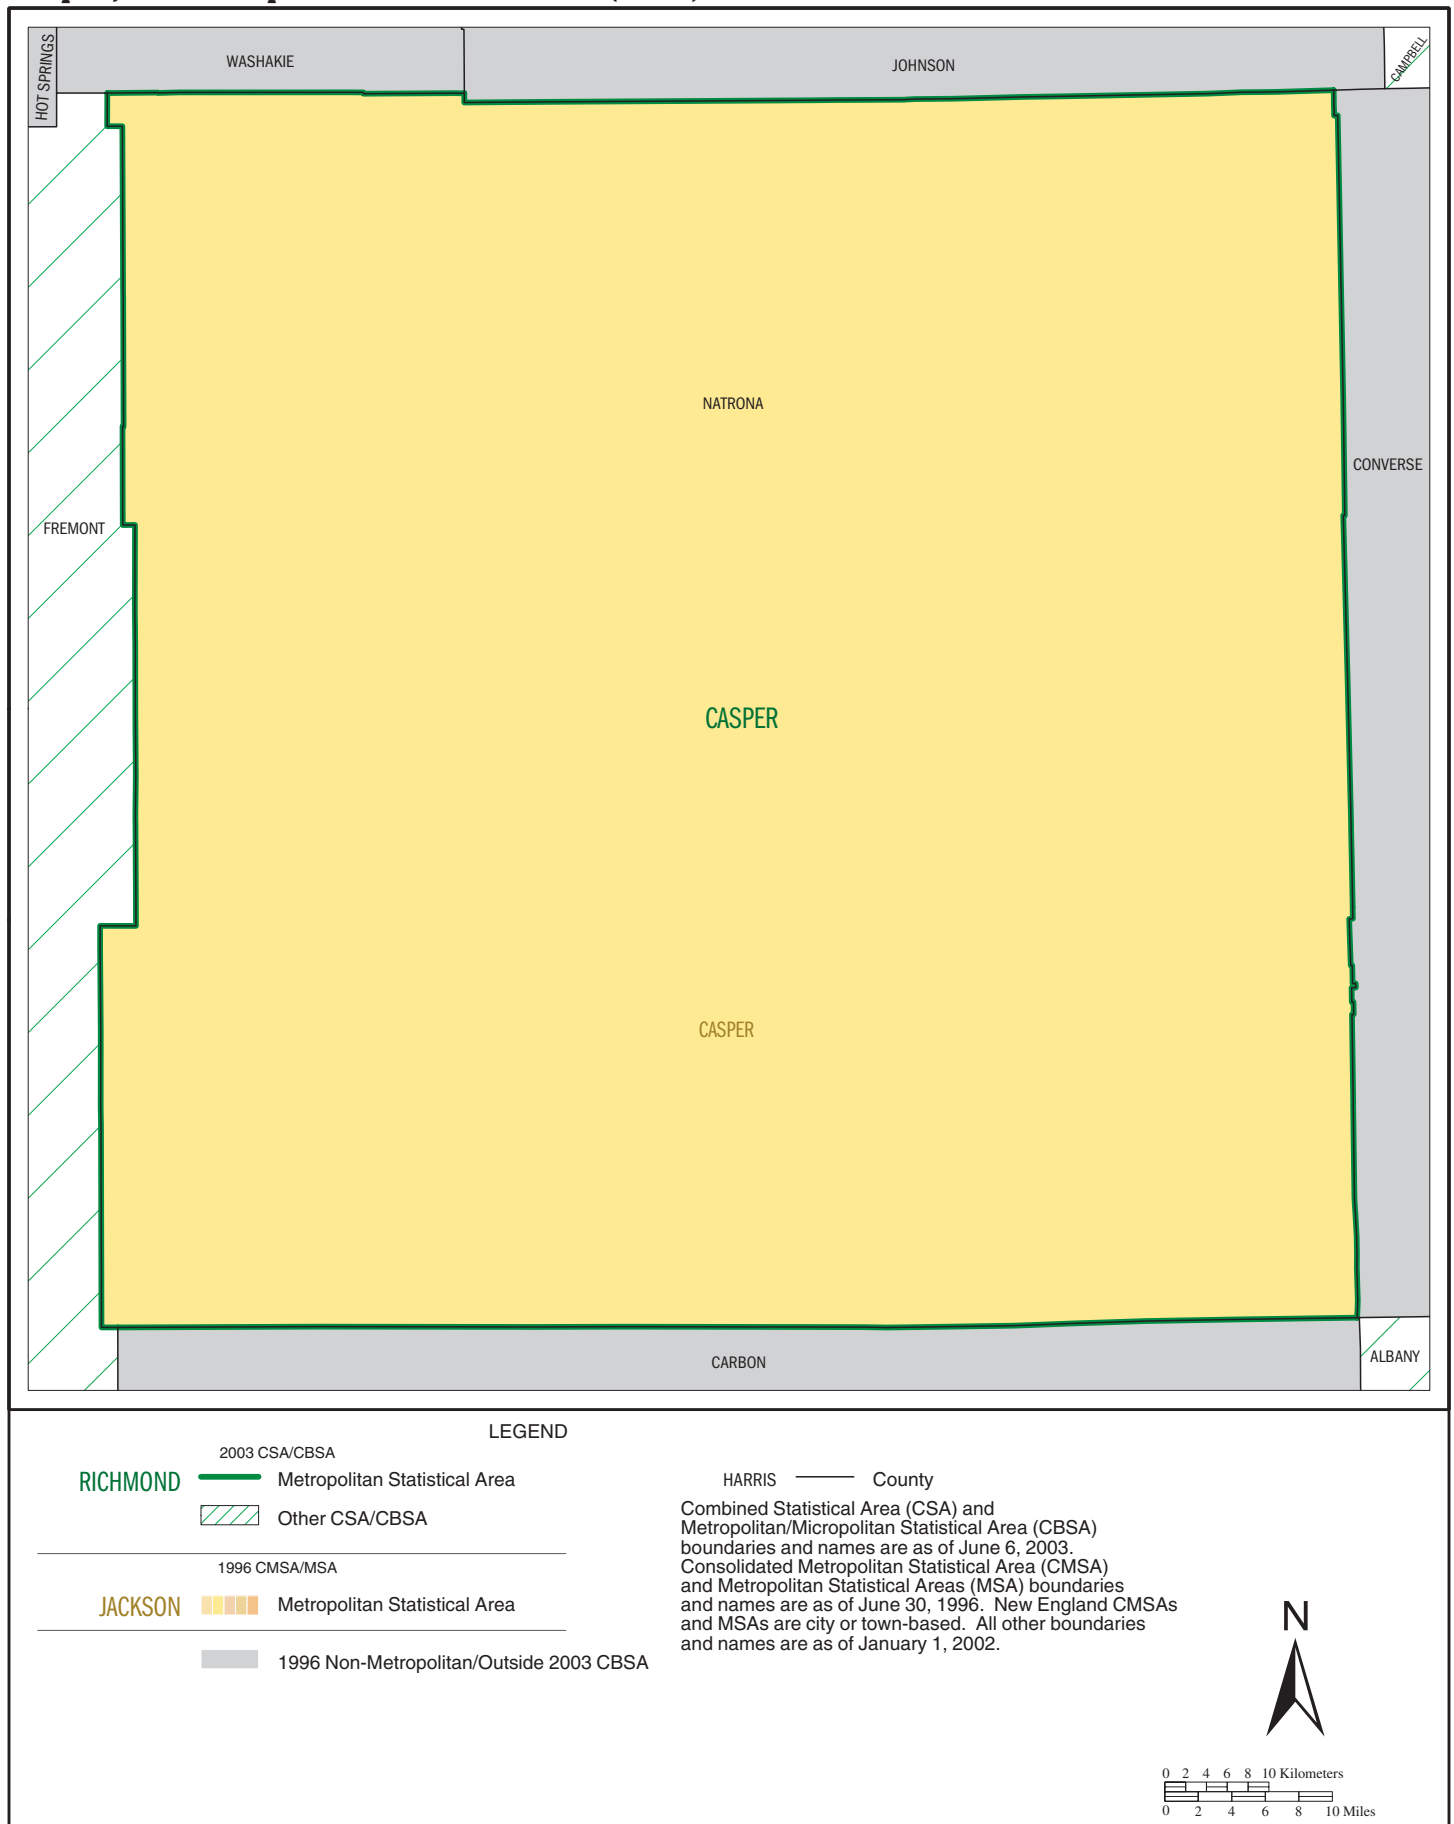 HOT SPRINGS
WASHAKIE
JOHNSON
CAMPBELL
NATRONA
CONVERSE
FREMONT
CASPER
CASPER
CARBON
ALBANY
LEGEND
2003 CSA/CBSA
RICHMOND Metropolitan Statistical Area
Other CSA/CBSA
1996 CMSA/MSA
JACKSON Metropolitan Statistical Area
1996 Non-Metropolitan/Outside 2003 CBSA
HARRIS County
Combined Statistical Area (CSA) and
Metropolitan/Micropolitan Statistical Area (CBSA)
boundaries and names are as of June 6, 2003.
Consolidated Metropolitan Statistical Area (CMSA)
and Metropolitan Statistical Areas (MSA) boundaries
and names are as of June 30, 1996. New England CMSAs
and MSAs are city or town-based. All other boundaries
and names are as of January 1, 2002.
N
0 2 4 6 8 10 Kilometers
0 2 4 6 8 10 Miles